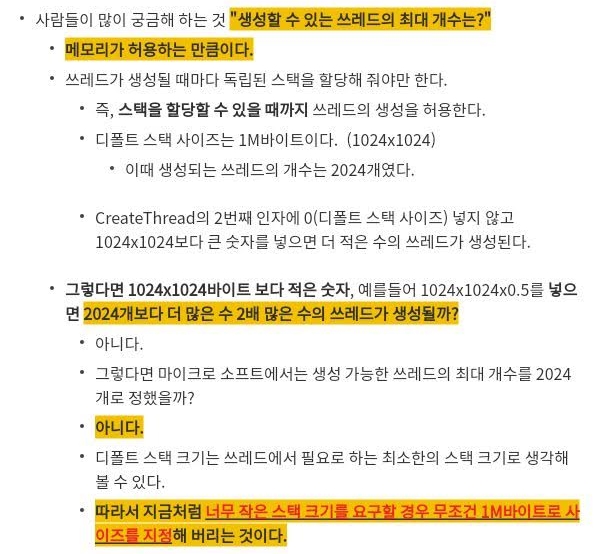 • 사람들이 많이 궁금해 하는 것 "생성할 수 있는 쓰레드의 최대 개수는?"
• 메모리가 허용하는 만큼이다.
• 쓰레드가 생성될 때마다 독립된 스택을 할당해 줘야만 한다.
• 즉, 스택을 할당할 수 있을 때까지 쓰레드의 생성을 허용한다.
• 디폴트 스택 사이즈는 1M바이트이다. (1024x1024)
• 이때 생성되는 쓰레드의 개수는 2024개였다.
• CreateThread의 2번째 인자에 0(디폴트 스택 사이즈) 넣지 않고
1024x1024보다 큰 숫자를 넣으면 더 적은 수의 쓰레드가 생성된다.
• 그렇다면 1024x1024바이트 보다 적은 숫자, 예를들어 1024x1024x0.5를 넣으
면 2024개보다 더 많은 수 2배 많은 수의 쓰레드가 생성될까?
• 아니다.
• 그렇다면 마이크로 소프트에서는 생성 가능한 쓰레드의 최대 개수를 2024
개로 정했을까?
• 아니다.
• 디폴트 스택 크기는 쓰레드에서 필요로 하는 최소한의 스택 크기로 생각해
볼 수 있다.
• 따라서 지금처럼 너무 작은 스택 크기를 요구할 경우 무조건 1M바이트로 사
이즈를 지정해 버리는 것이다.